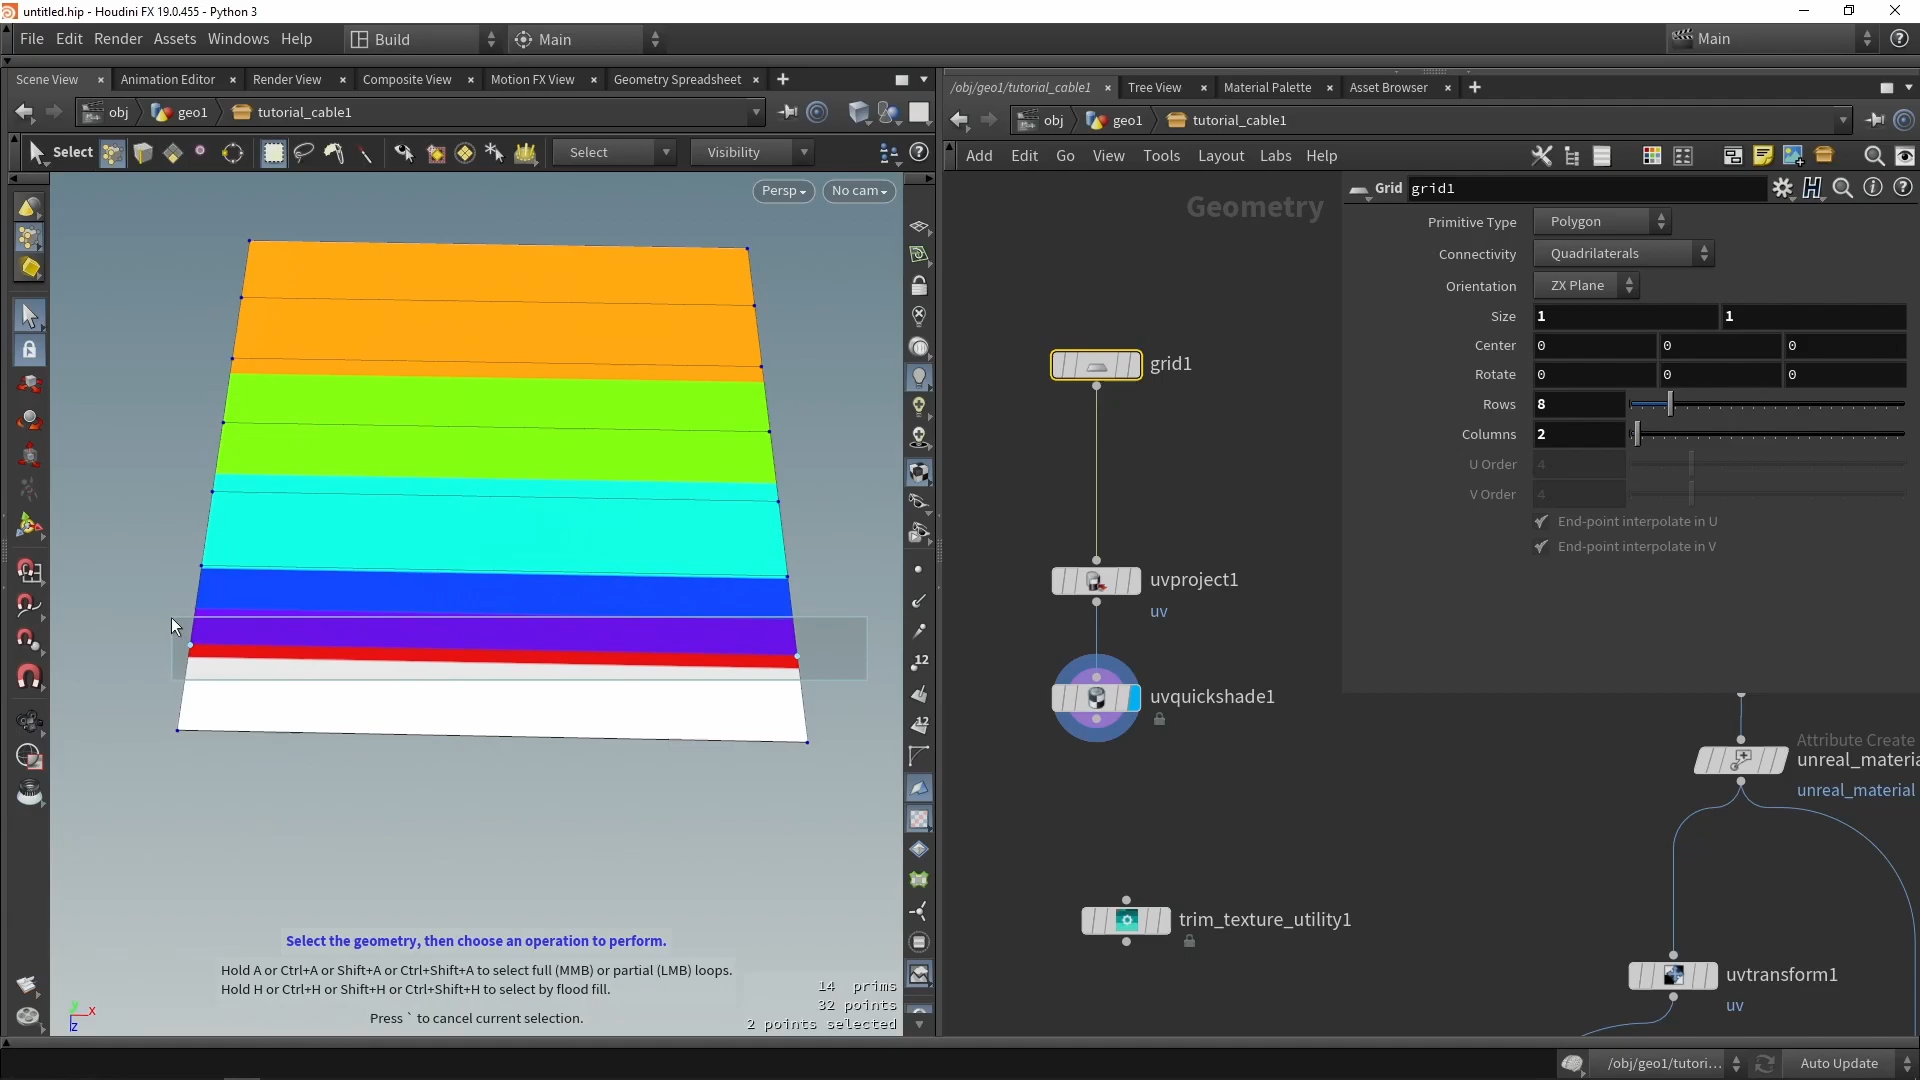 untitled.hip - Houdini FX 19.0.455 - Python 3
File Edit Render Assets Windows Help Build Main Main
Scene View Animation Editor Render View Composite View Motion FX View Geometry Spreadsheet
obj geo1 tutorial_cable1
Select Select Visibility
Persp No cam
Select the geometry, then choose an operation to perform.
Hold A or Ctrl+A or Shift+A or Ctrl+Shift+A to select full (MMB) or partial (LMB) loops.
Hold H or Ctrl+H or Shift+H or Ctrl+Shift+H to select by flood fill.
Press ` to cancel current selection.
14 prims
32 points
2 points selected
x
y
z
12
12
/obj/geo1/tutorial_cable1 Tree View Material Palette Asset Browser
obj geo1 tutorial_cable1
Add Edit Go View Tools Layout Labs Help
Geometry
Grid grid1
Primitive Type Polygon
Connectivity Quadrilaterals
Orientation ZX Plane
Size 1 1
Center 0 0 0
Rotate 0 0 0
Rows 8
Columns 2
U Order 4
V Order 4
End-point interpolate in U
End-point interpolate in V
grid1
uvproject1
uv
uvquickshade1
trim_texture_utility1
Attribute Create
unreal_materia
unreal_material
uvtransform1
uv
/obj/geo1/tutori... Auto Update